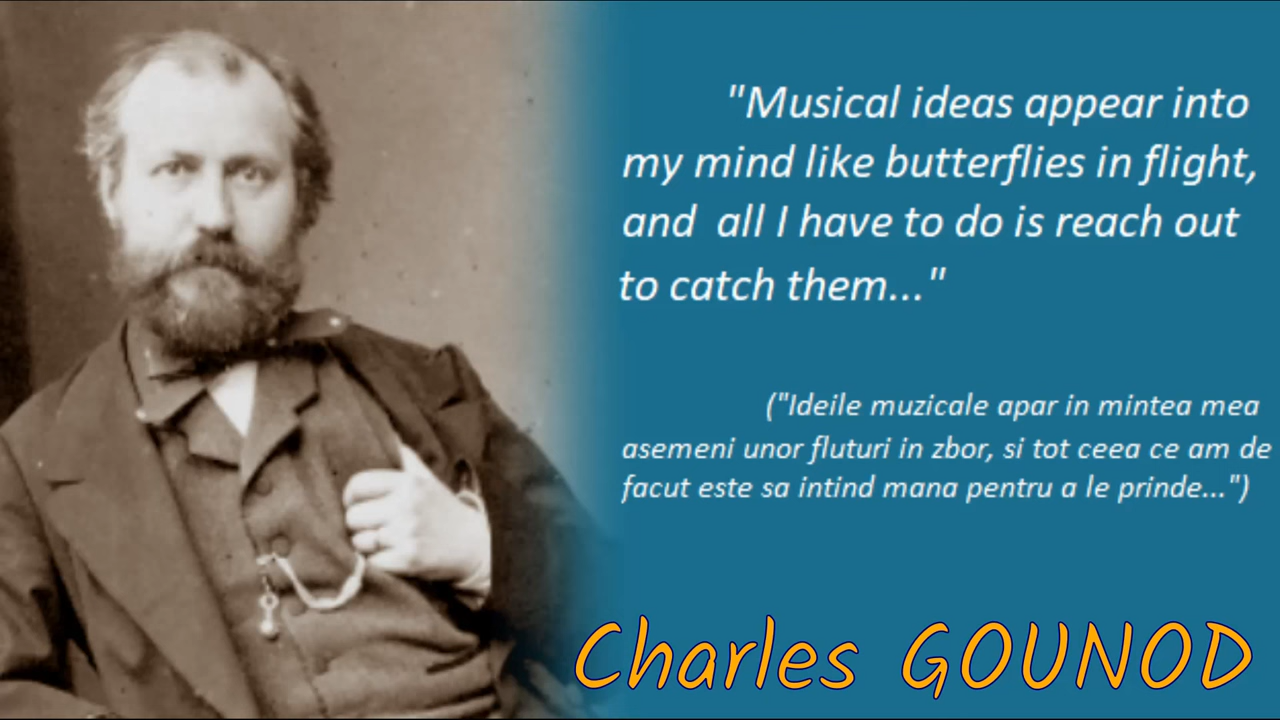 "Musical ideas appear into
my mind like butterflies in flight,
and all I have to do is reach out
to catch them..."
("Ideile muzicale apar in mintea mea
asemeni unor fluturi in zbor, si tot ceea ce am de
facut este sa intind mana pentru a le prinde...")
Charles GOUNOD